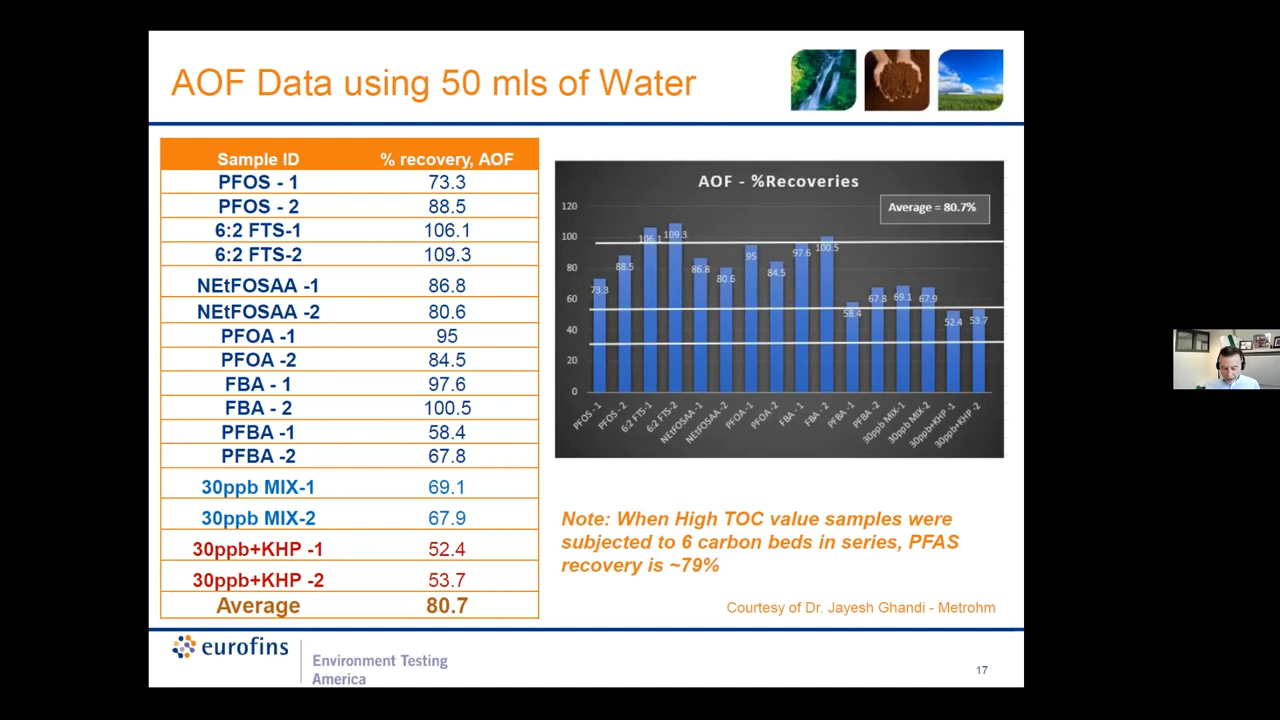 AOF Data using 50 mls of Water
Sample ID % recovery, AOF
PFOS - 1 73.3
PFOS - 2 88.5
6:2 FTS-1 106.1
6:2 FTS-2 109.3
NEtFOSAA -1 86.8
NEtFOSAA -2 80.6
PFOA -1 95
PFOA -2 84.5
FBA - 1 97.6
FBA - 2 100.5
PFBA -1 58.4
PFBA -2 67.8
30ppb MIX-1 69.1
30ppb MIX-2 67.9
30ppb+KHP -1 52.4
30ppb+KHP -2 53.7
Average 80.7
AOF - %Recoveries
Average = 80.7%
120
100
80
60
40
20
0
73.3
88.5
106.1
109.3
86.8
80.6
95
84.5
97.6
100.5
58.4
67.8
69.1
67.9
52.4
53.7
PFOS - 1
PFOS - 2
6:2 FTS-1
6:2 FTS-2
NEtFOSAA -1
NEtFOSAA -2
PFOA -1
PFOA -2
FBA - 1
FBA - 2
PFBA -1
PFBA -2
30ppb MIX-1
30ppb MIX-2
30ppb+KHP -1
30ppb+KHP -2
Note: When High TOC value samples were
subjected to 6 carbon beds in series, PFAS
recovery is ~79%
Courtesy of Dr. Jayesh Ghandi - Metrohm
eurofins
Environment Testing
America
17